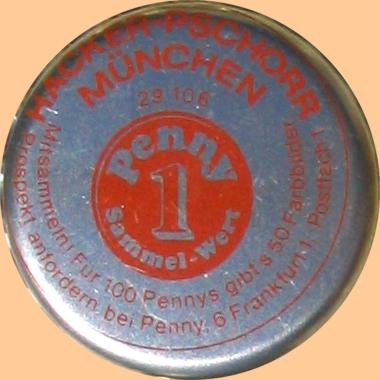 HACKER-PSCHORR
MÜNCHEN
29 106
Penny
1
Sammel-Wert
Mitsammeln! Für 100 Pennys gibt's 50 Farbbilder
Prospekt anfordern bei Penny, 6 Frankfurt 1, Postfach 1